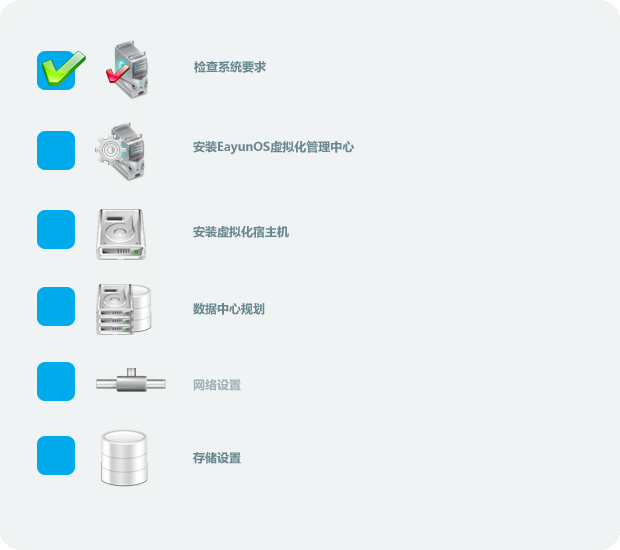 检查系统要求
安装EayunOS虚拟化管理中心
安装虚拟化宿主机
数据中心规划
网络设置
存储设置